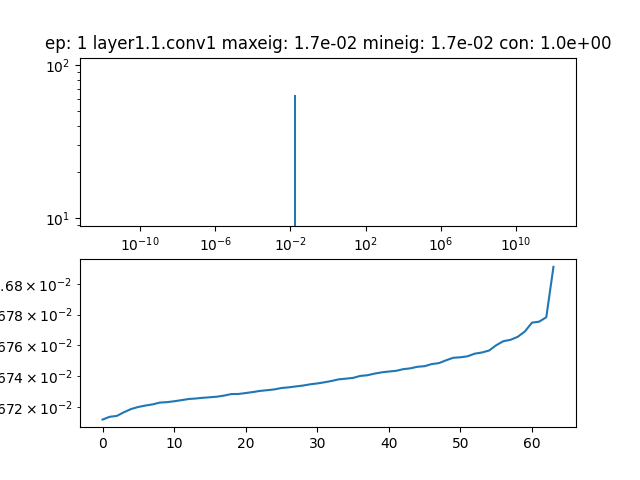 ep: 1 layer1.1.conv1 maxeig: 1.7e-02 mineig: 1.7e-02 con: 1.0e+00
10²
10¹
10⁻¹⁰ 10⁻⁶ 10⁻² 10² 10⁶ 10¹⁰
.68 × 10⁻²
678 × 10⁻²
676 × 10⁻²
674 × 10⁻²
672 × 10⁻²
0 10 20 30 40 50 60